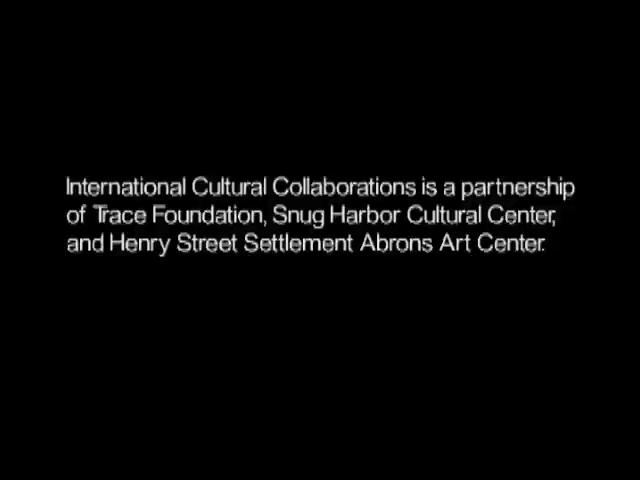 International Cultural Collaborations is a partnership
of Trace Foundation, Snug Harbor Cultural Center,
and Henry Street Settlement Abrons Art Center.